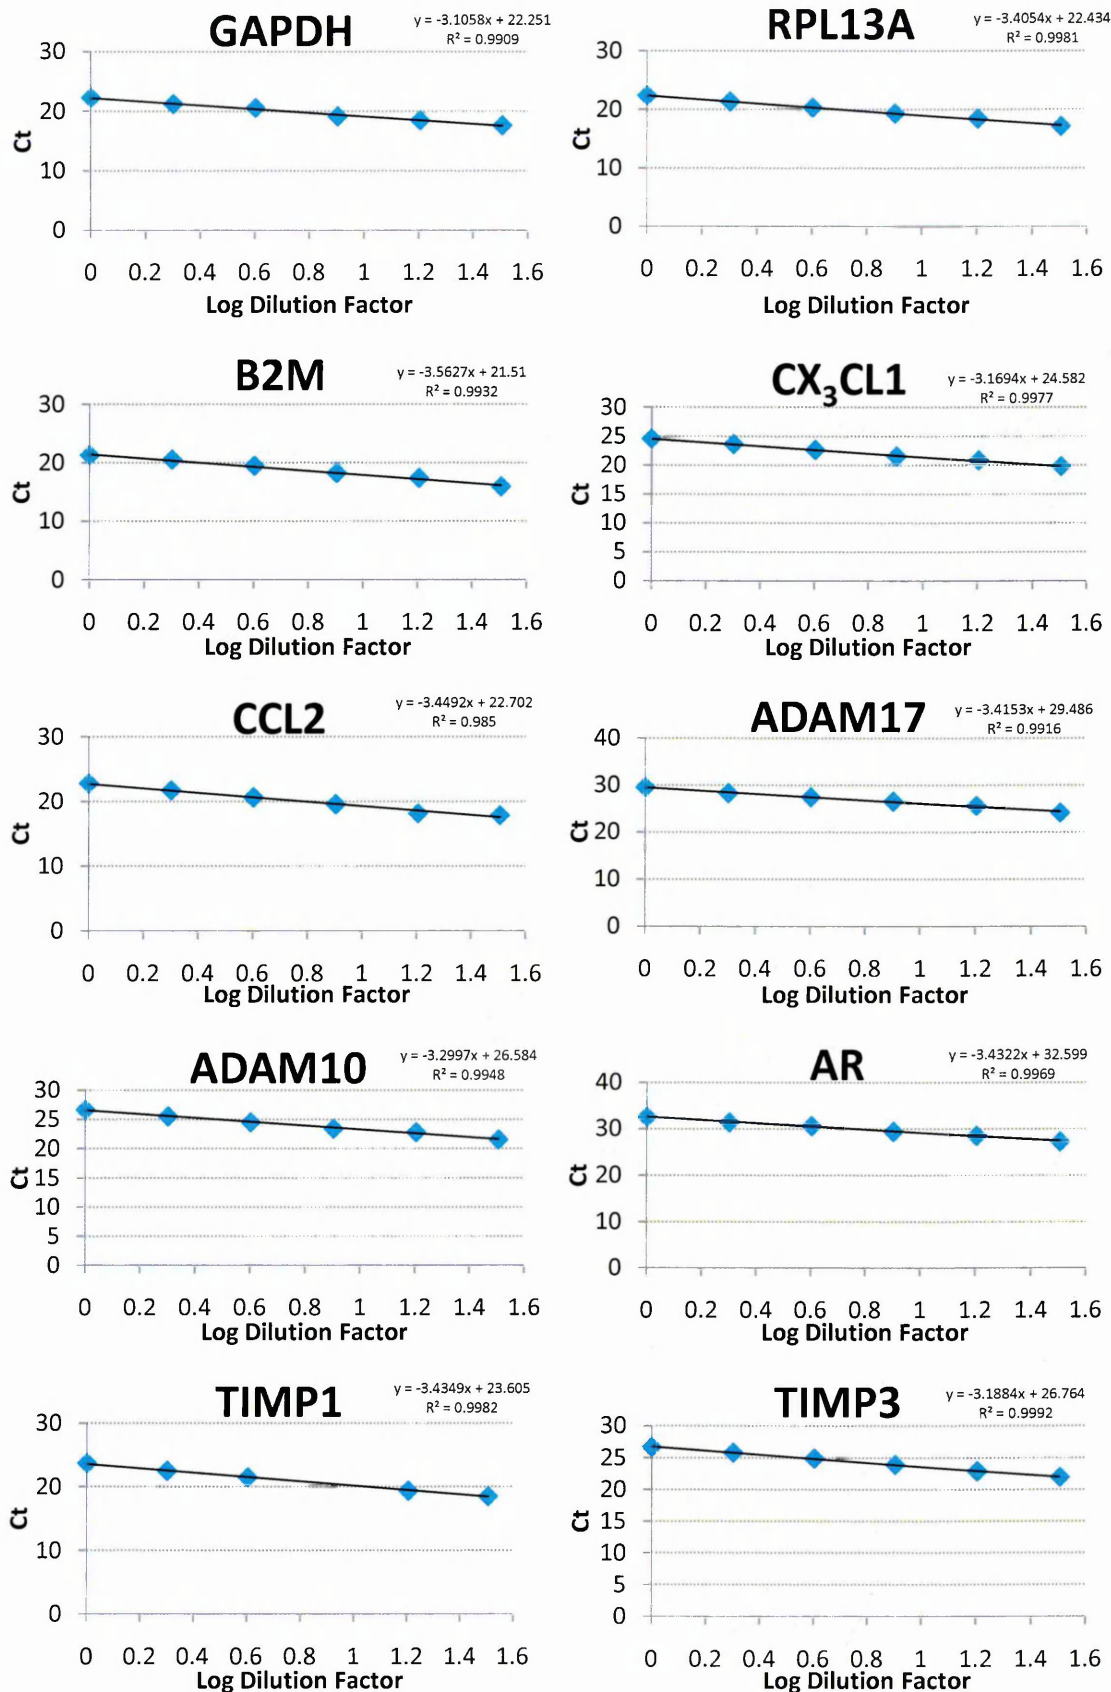 GAPDH
y = -3.1058x + 22.251
R² = 0.9909
30
20
10
0
Ct
0 0.2 0.4 0.6 0.8 1 1.2 1.4 1.6
Log Dilution Factor
RPL13A
y = -3.4054x + 22.434
R² = 0.9981
30
20
10
0
Ct
0 0.2 0.4 0.6 0.8 1 1.2 1.4 1.6
Log Dilution Factor
B2M
y = -3.5627x + 21.51
R² = 0.9932
30
20
10
0
Ct
0 0.2 0.4 0.6 0.8 1 1.2 1.4 1.6
Log Dilution Factor
CX₃CL1
y = -3.1694x + 24.582
R² = 0.9977
30
25
20
15
10
5
0
Ct
0 0.2 0.4 0.6 0.8 1 1.2 1.4 1.6
Log Dilution Factor
CCL2
y = -3.4492x + 22.702
R² = 0.985
30
20
10
0
Ct
0 0.2 0.4 0.6 0.8 1 1.2 1.4 1.6
Log Dilution Factor
ADAM17
y = -3.4153x + 29.486
R² = 0.9916
40
30
20
10
0
Ct
0 0.2 0.4 0.6 0.8 1 1.2 1.4 1.6
Log Dilution Factor
ADAM10
y = -3.2997x + 26.584
R² = 0.9948
30
25
20
15
10
5
0
Ct
0 0.2 0.4 0.6 0.8 1 1.2 1.4 1.6
Log Dilution Factor
AR
y = -3.4322x + 32.599
R² = 0.9969
40
30
20
10
0
Ct
0 0.2 0.4 0.6 0.8 1 1.2 1.4 1.6
Log Dilution Factor
TIMP1
y = -3.4349x + 23.605
R² = 0.9982
30
20
10
0
Ct
0 0.2 0.4 0.6 0.8 1 1.2 1.4 1.6
Log Dilution Factor
TIMP3
y = -3.1884x + 26.764
R² = 0.9992
30
25
20
15
10
5
0
Ct
0 0.2 0.4 0.6 0.8 1 1.2 1.4 1.6
Log Dilution Factor